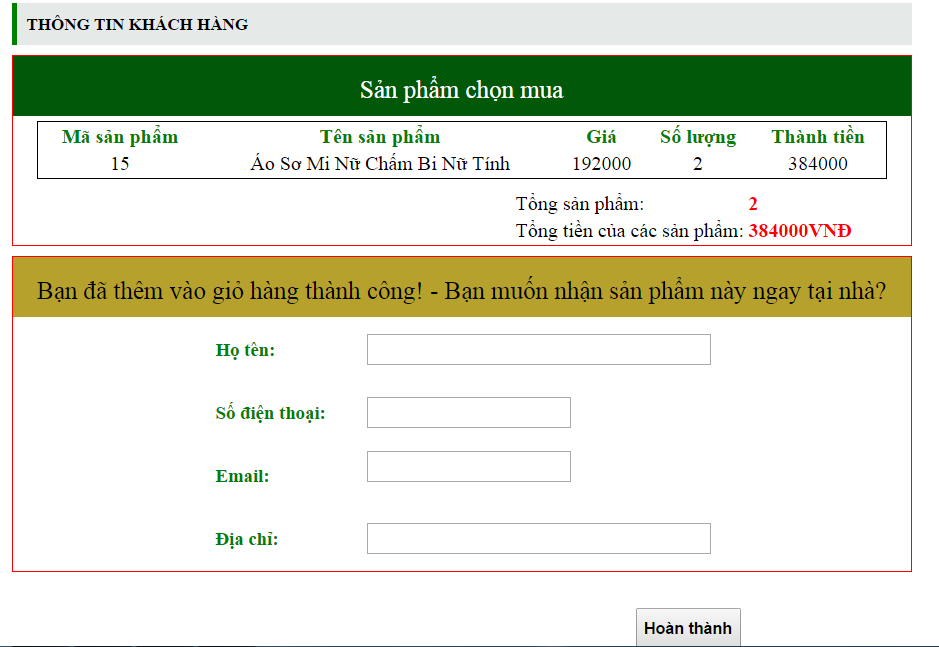 THÔNG TIN KHÁCH HÀNG
Sản phẩm chọn mua
Mã sản phẩm Tên sản phẩm Giá Số lượng Thành tiền
15 Áo Sơ Mi Nữ Chấm Bi Nữ Tính 192000 2 384000
Tổng sản phẩm: 2
Tổng tiền của các sản phẩm: 384000VNĐ
Bạn đã thêm vào giỏ hàng thành công! - Bạn muốn nhận sản phẩm này ngay tại nhà?
Họ tên:
Số điện thoại:
Email:
Địa chỉ:
Hoàn thành